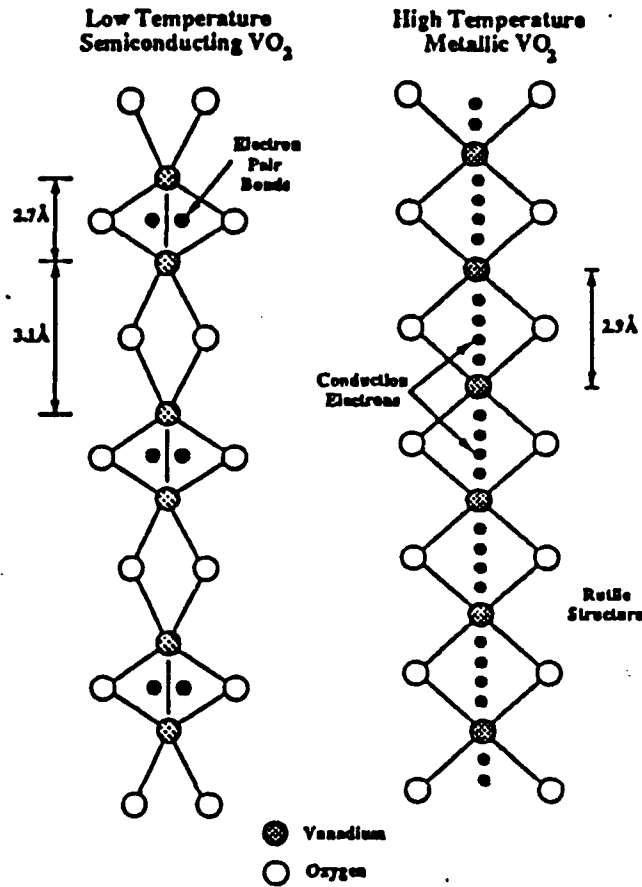 Low Temperature
Semiconducting VO2
High Temperature
Metallic VO2
Electron
Pair
Bonds
2.7Å
3.1Å
2.9Å
Conduction
Electrons
Rutile
Structure
Vanadium
Oxygen